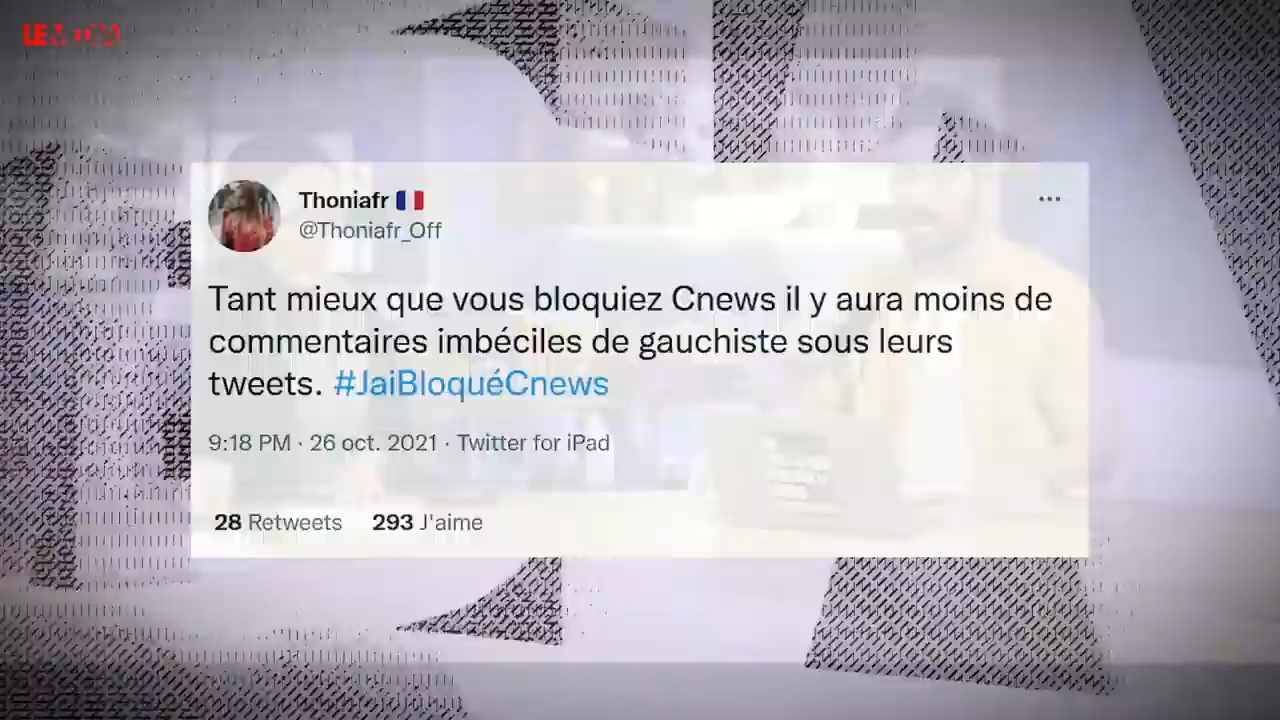 LE
Thoniafr
@Thoniafr_Off
Tant mieux que vous bloquiez Cnews il y aura moins de
commentaires imbéciles de gauchiste sous leurs
tweets. #JaiBloquéCnews
9:18 PM · 26 oct. 2021 · Twitter for iPad
28 Retweets 293 J'aime